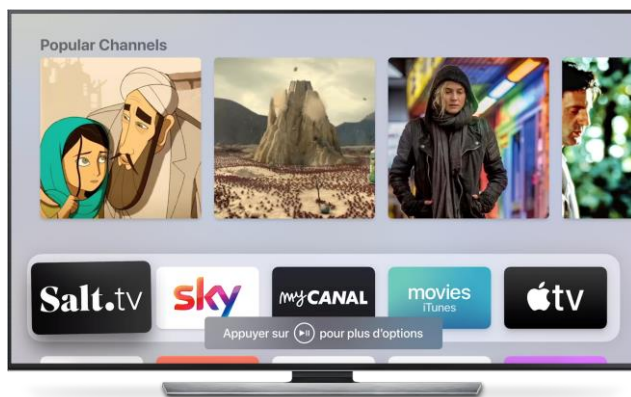 Popular Channels
Salt.tv
sky
myCANAL
movies
iTunes
tv
Appuyer sur pour plus d'options